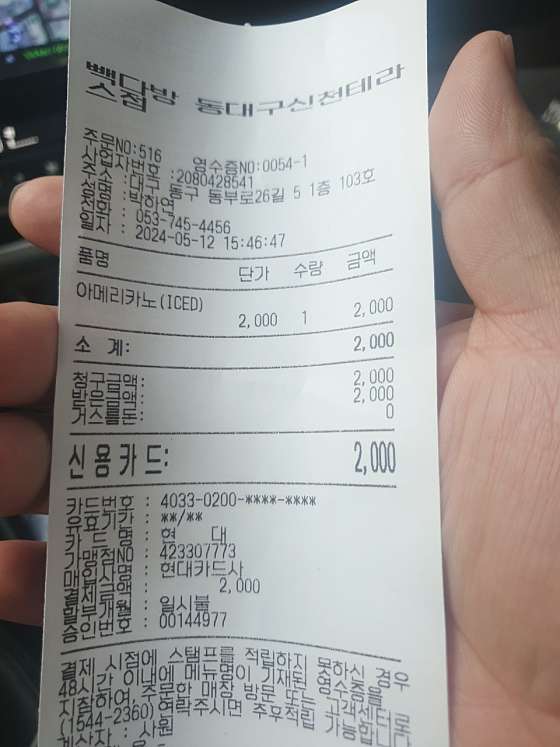 빽다방 동대구신천테라
스점
주문NO:516 영수증NO:0054-1
사업자번호 :2080428541
주소 :대구 동구 동부로26길 5 1층 103호
성명 :박하연
전화 : 053-745-4456
일자 : 2024-05-12 15:46:47
품명 단가 수량 금액
아메리카노(ICED)
2,000 1 2,000
소 계: 2,000
청구금액: 2,000
받은금액: 2,000
거스름돈: 0
신용카드: 2,000
카드번호 : 4033-0200-****-****
유효기간 : **/**
카 드 명 : 현 대
가맹점NO : 423307773
매입사명 : 현대카드사
결제금액 : 2,000
할부개월 : 일시불
승인번호 : 00144977
결제 시점에 스탬프를 적립하지 못하신 경우
48시간 이내에 메뉴명이 기재된 영수증을
지참하여, 주문한 매장 방문 또는 고객센터로
(1544-2360)연락주시면 추후적립 가능합니다
계산자 : 사원